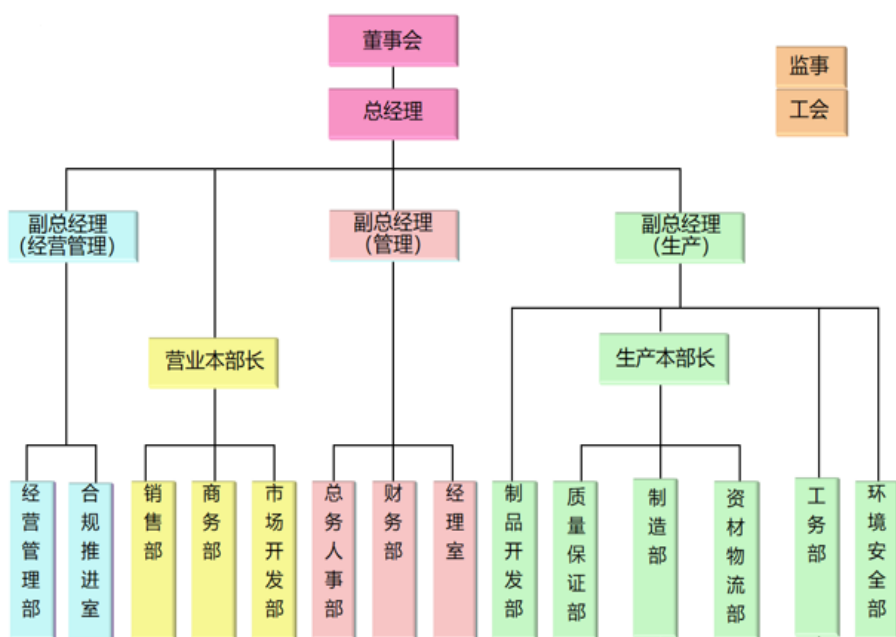 董事会
监事
总经理
工会
副总经理
(经营管理)
副总经理
(管理)
副总经理
(生产)
营业本部长
生产本部长
经营管理部
合规推进室
销售部
商务部
市场开发部
总务人事部
财务部
经理室
制品开发部
质量保证部
制造部
资材物流部
工务部
环境安全部